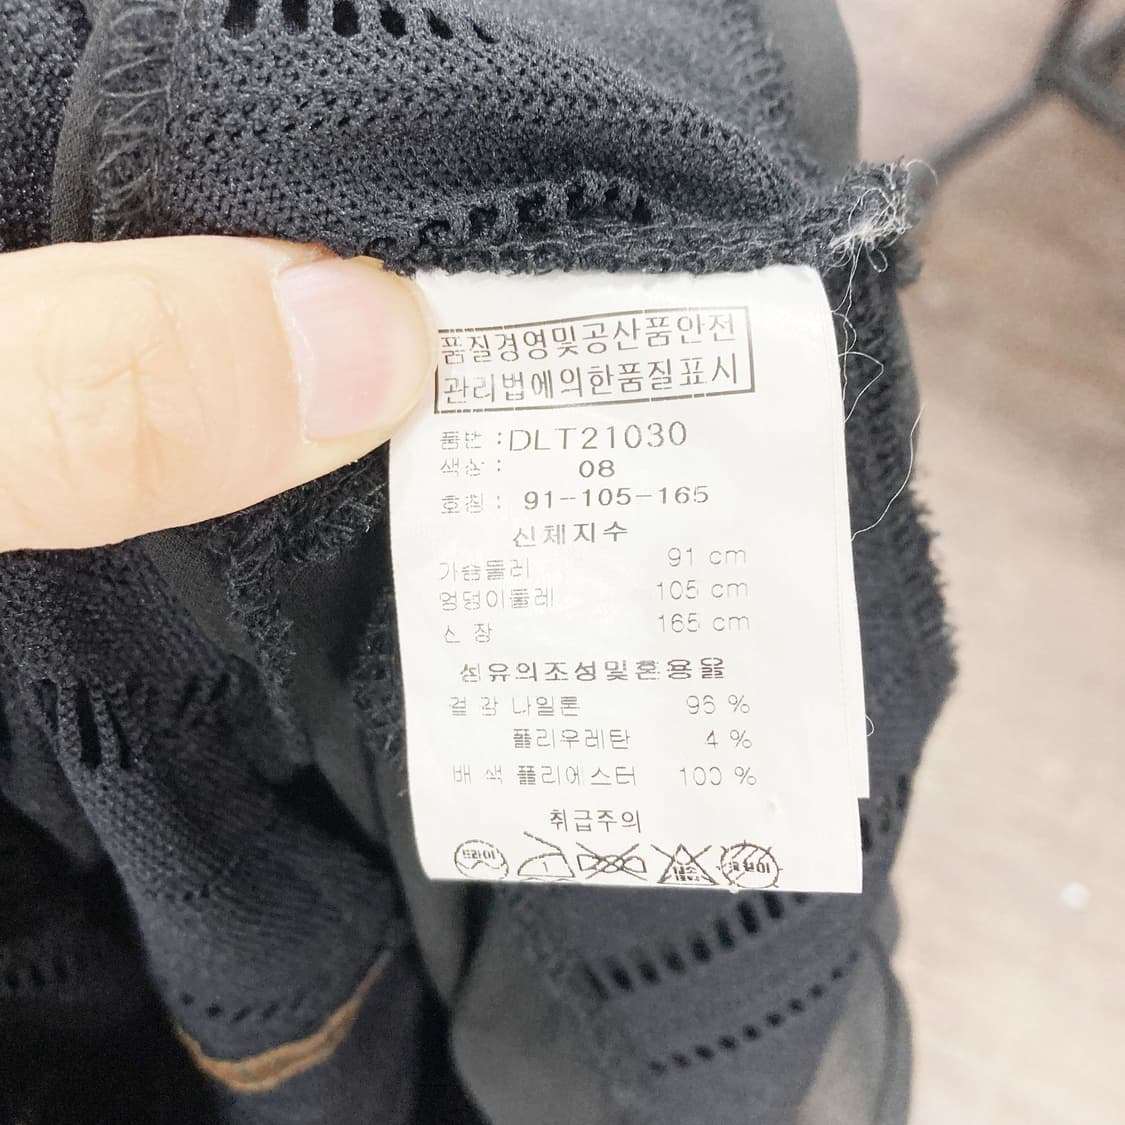 품질경영및공산품안전
관리법에의한품질표시
품번 : DLT21030
색상 : 08
호칭 : 91-105-165
신체지수
가슴둘레 91 cm
엉덩이둘레 105 cm
신 장 165 cm
섬유의조성및혼용율
겉 감 나일론 96 %
폴리우레탄 4 %
배 색 폴리에스터 100 %
취급주의
드라이